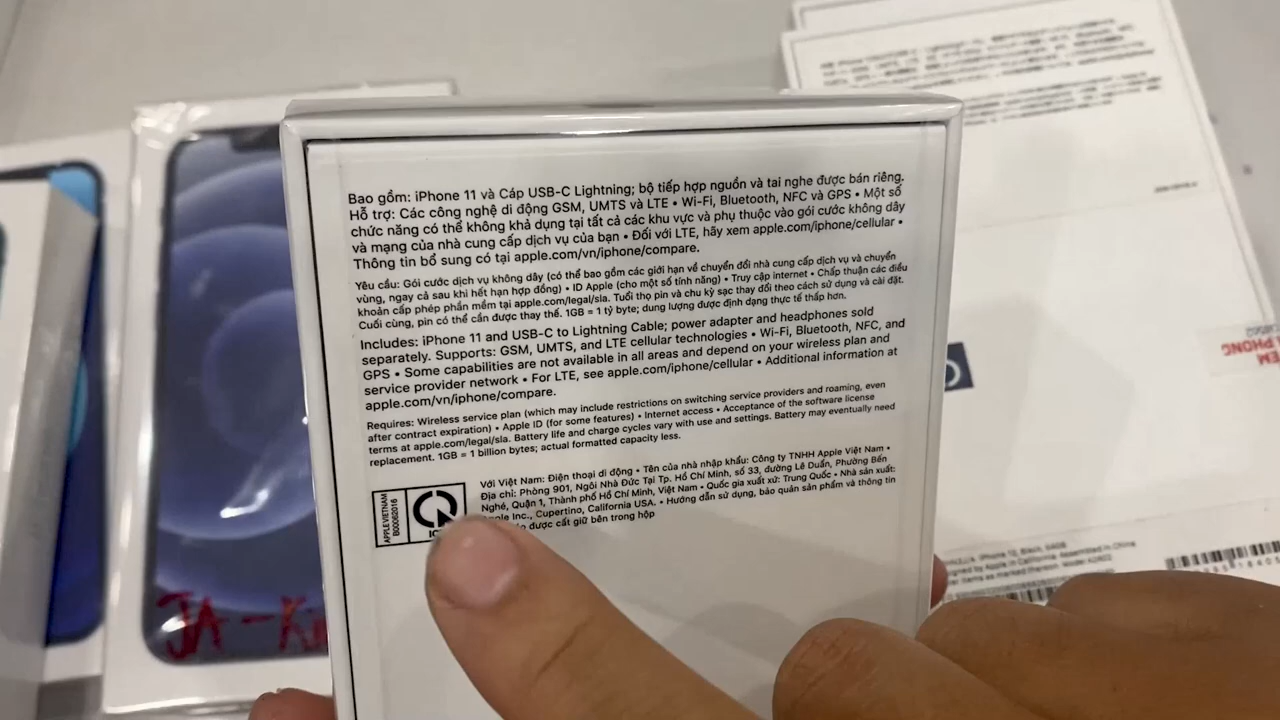 Bao gồm: iPhone 11 và Cáp USB-C Lightning; bộ tiếp hợp nguồn và tai nghe được bán riêng.
Hỗ trợ: Các công nghệ di động GSM, UMTS và LTE • Wi-Fi, Bluetooth, NFC và GPS • Một số
chức năng có thể không khả dụng tại tất cả các khu vực và phụ thuộc vào gói cước không dây
và mạng của nhà cung cấp dịch vụ của bạn • Đối với LTE, hãy xem apple.com/iphone/cellular •
Thông tin bổ sung có tại apple.com/vn/iphone/compare.
Yêu cầu: Gói cước dịch vụ không dây (có thể bao gồm các giới hạn về chuyển đổi nhà cung cấp dịch vụ và chuyển
vùng, ngay cả sau khi hết hạn hợp đồng) • ID Apple (cho một số tính năng) • Truy cập internet • Chấp thuận các điều
khoản cấp phép phần mềm tại apple.com/legal/sla. Tuổi thọ pin và chu kỳ sạc thay đổi theo cách sử dụng và cài đặt.
Cuối cùng, pin có thể cần được thay thế. 1GB = 1 tỷ byte; dung lượng được định dạng thực tế thấp hơn.
Includes: iPhone 11 and USB-C to Lightning Cable; power adapter and headphones sold
separately. Supports: GSM, UMTS, and LTE cellular technologies • Wi-Fi, Bluetooth, NFC, and
GPS • Some capabilities are not available in all areas and depend on your wireless plan and
service provider network • For LTE, see apple.com/iphone/cellular • Additional information at
apple.com/vn/iphone/compare.
Requires: Wireless service plan (which may include restrictions on switching service providers and roaming, even
after contract expiration) • Apple ID (for some features) • Internet access • Acceptance of the software license
terms at apple.com/legal/sla. Battery life and charge cycles vary with use and settings. Battery may eventually need
replacement. 1GB = 1 billion bytes; actual formatted capacity less.
Với Việt Nam: Điện thoại di động • Tên của nhà nhập khẩu: Công ty TNHH Apple Việt Nam •
Địa chỉ: Phòng 901, Ngôi Nhà Đức Tại Tp. Hồ Chí Minh, số 33, đường Lê Duẩn, Phường Bến
Nghé, Quận 1, Thành phố Hồ Chí Minh, Việt Nam • Quốc gia xuất xứ: Trung Quốc • Nhà sản xuất:
Inc., Cupertino, California USA. • Hướng dẫn sử dụng, bảo quản sản phẩm và thông tin
được cất giữ bên trong hộp
APPLE VIETNAM
B00062016
JA -
iPhone 12, Black, 64GB
Designed by Apple in California Assembled in China
items as marked thereon Model A2402